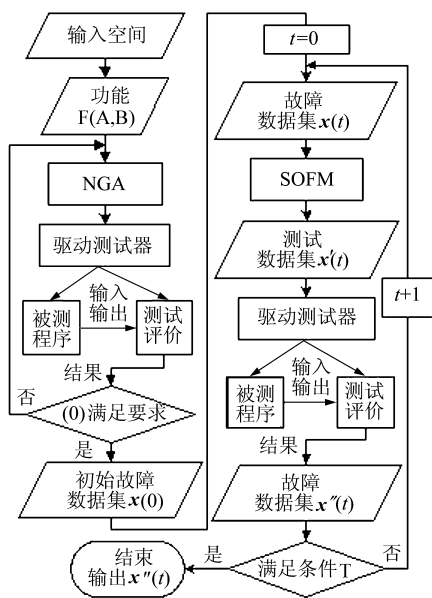 输入空间
功能
F(A,B)
NGA
驱动测试器
被测
程序
输入
输出
测试
评价
结果
否
(0)满足要求
是
初始故障
数据集x(0)
t=0
故障
数据集x(t)
SOFM
测试
数据集x′(t)
t+1
驱动测试器
被测
程序
输入
输出
测试
评价
结果
故障
数据集x″(t)
满足条件T
否
是
结束
输出x″(t)